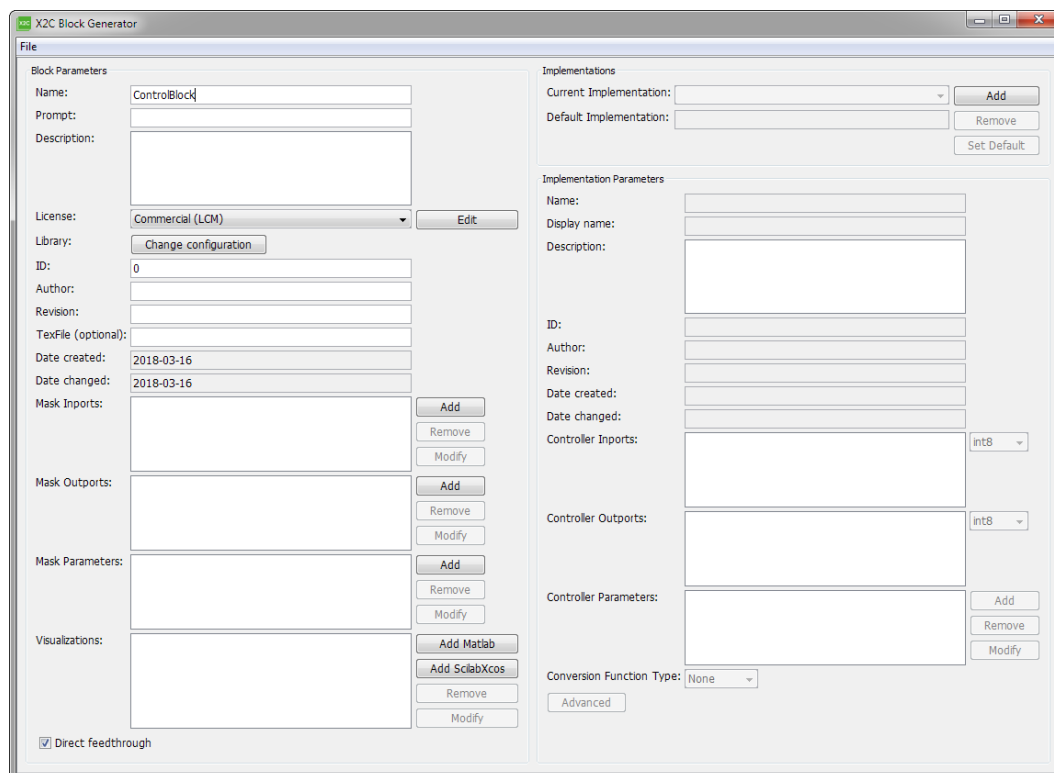 X2C X2C Block Generator
File
Block Parameters
Name: ControlBlock
Prompt:
Description:
License: Commercial (LCM) Edit
Library: Change configuration
ID: 0
Author:
Revision:
TexFile (optional):
Date created: 2018-03-16
Date changed: 2018-03-16
Mask Inports: Add
Remove
Modify
Mask Outports: Add
Remove
Modify
Mask Parameters: Add
Remove
Modify
Visualizations: Add Matlab
Add ScilabXcos
Remove
Modify
Direct feedthrough
Implementations
Current Implementation: Add
Default Implementation: Remove
Set Default
Implementation Parameters
Name:
Display name:
Description:
ID:
Author:
Revision:
Date created:
Date changed:
Controller Inports: int8
Controller Outports: int8
Controller Parameters: Add
Remove
Modify
Conversion Function Type: None
Advanced